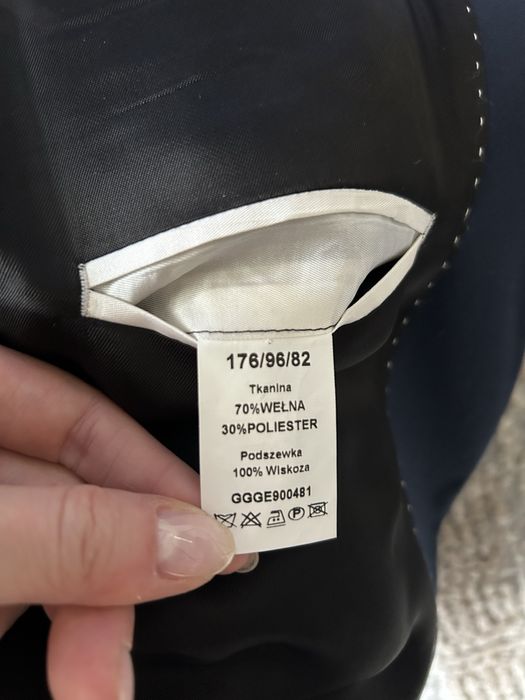 176/96/82
Tkanina
70%WEŁNA
30%POLIESTER
Podszewka
100% Wiskoza
GGGE900481
P